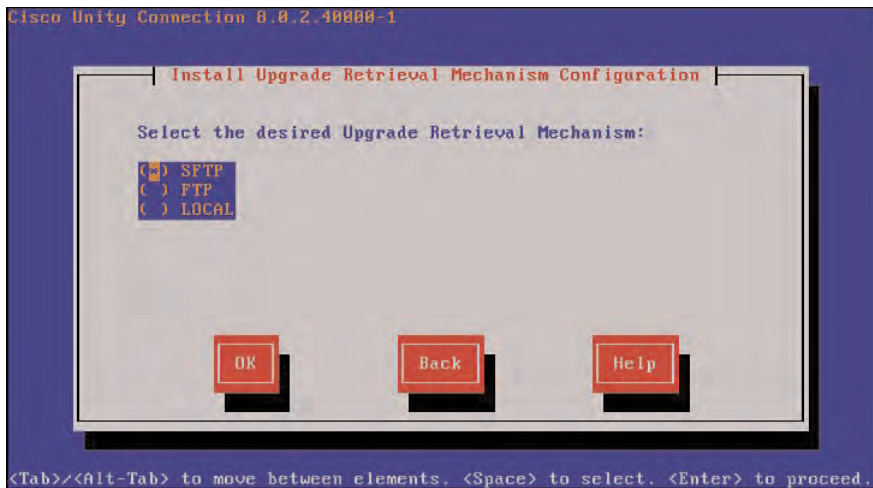 Cisco Unity Connection 8.0.2.40000-1
Install Upgrade Retrieval Mechanism Configuration
Select the desired Upgrade Retrieval Mechanism:
(*) SFTP
( ) FTP
( ) LOCAL
OK Back Help
<Tab>/<Alt-Tab> to move between elements. <Space> to select. <Enter> to proceed.